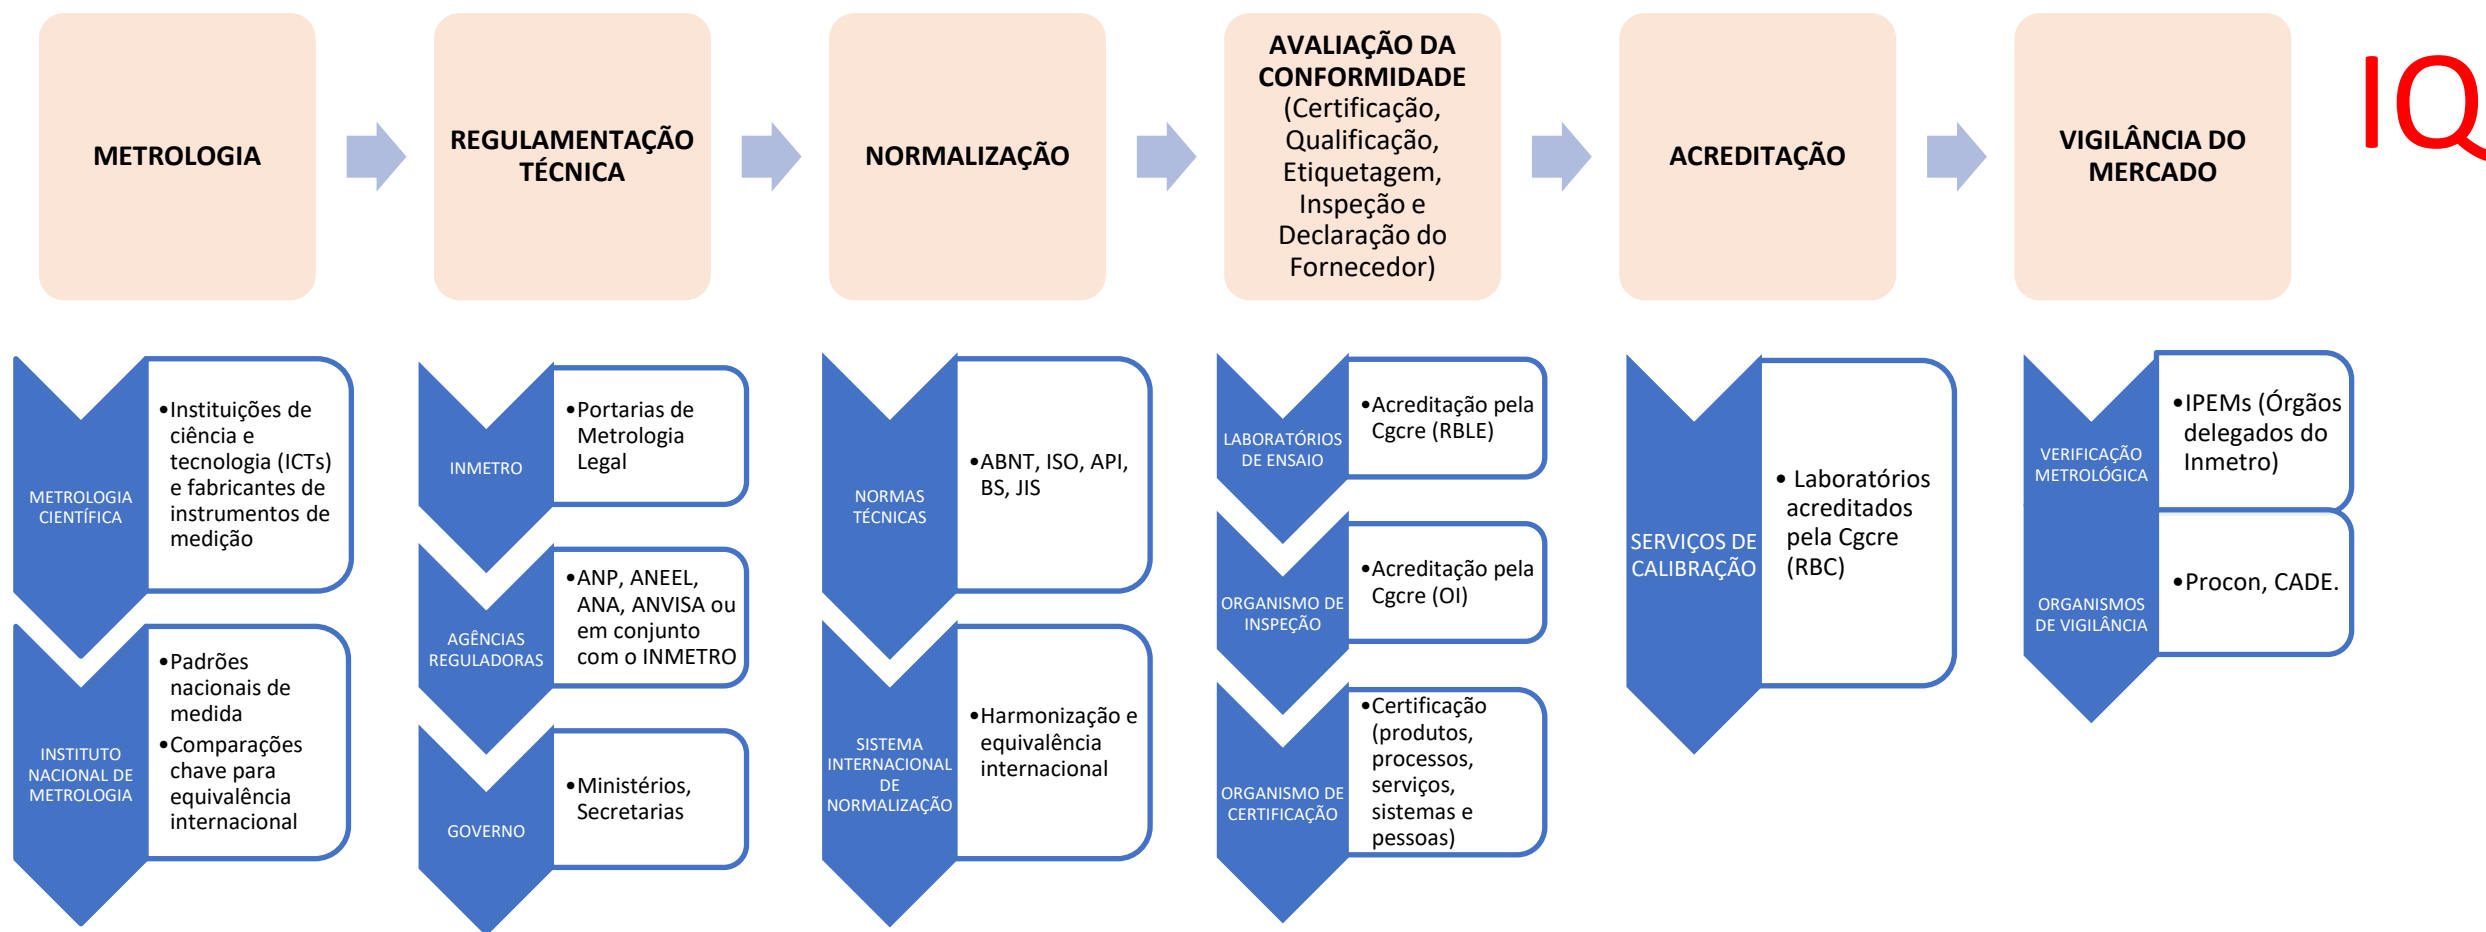 METROLOGIA
REGULAMENTAÇÃO
TÉCNICA
NORMALIZAÇÃO
AVALIAÇÃO DA
CONFORMIDADE
(Certificação,
Qualificação,
Etiquetagem,
Inspeção e
Declaração do
Fornecedor)
ACREDITAÇÃO
VIGILÂNCIA DO
MERCADO
IQ
METROLOGIA
CIENTÍFICA
•Instituições de
ciência e
tecnologia (ICTs)
e fabricantes de
instrumentos de
medição
INSTITUTO
NACIONAL DE
METROLOGIA
•Padrões
nacionais de
medida
•Comparações
chave para
equivalência
internacional
INMETRO
•Portarias de
Metrologia
Legal
AGÊNCIAS
REGULADORAS
•ANP, ANEEL,
ANA, ANVISA ou
em conjunto
com o INMETRO
GOVERNO
•Ministérios,
Secretarias
NORMAS
TÉCNICAS
•ABNT, ISO, API,
BS, JIS
SISTEMA
INTERNACIONAL
DE
NORMALIZAÇÃO
•Harmonização e
equivalência
internacional
LABORATÓRIOS
DE ENSAIO
•Acreditação pela
Cgcre (RBLE)
ORGANISMO DE
INSPEÇÃO
•Acreditação pela
Cgcre (OI)
ORGANISMO DE
CERTIFICAÇÃO
•Certificação
(produtos,
processos,
serviços,
sistemas e
pessoas)
SERVIÇOS DE
CALIBRAÇÃO
• Laboratórios
acreditados
pela Cgcre
(RBC)
VERIFICAÇÃO
METROLÓGICA
•IPEMs (Órgãos
delegados do
Inmetro)
ORGANISMOS
DE VIGILÂNCIA
•Procon, CADE.